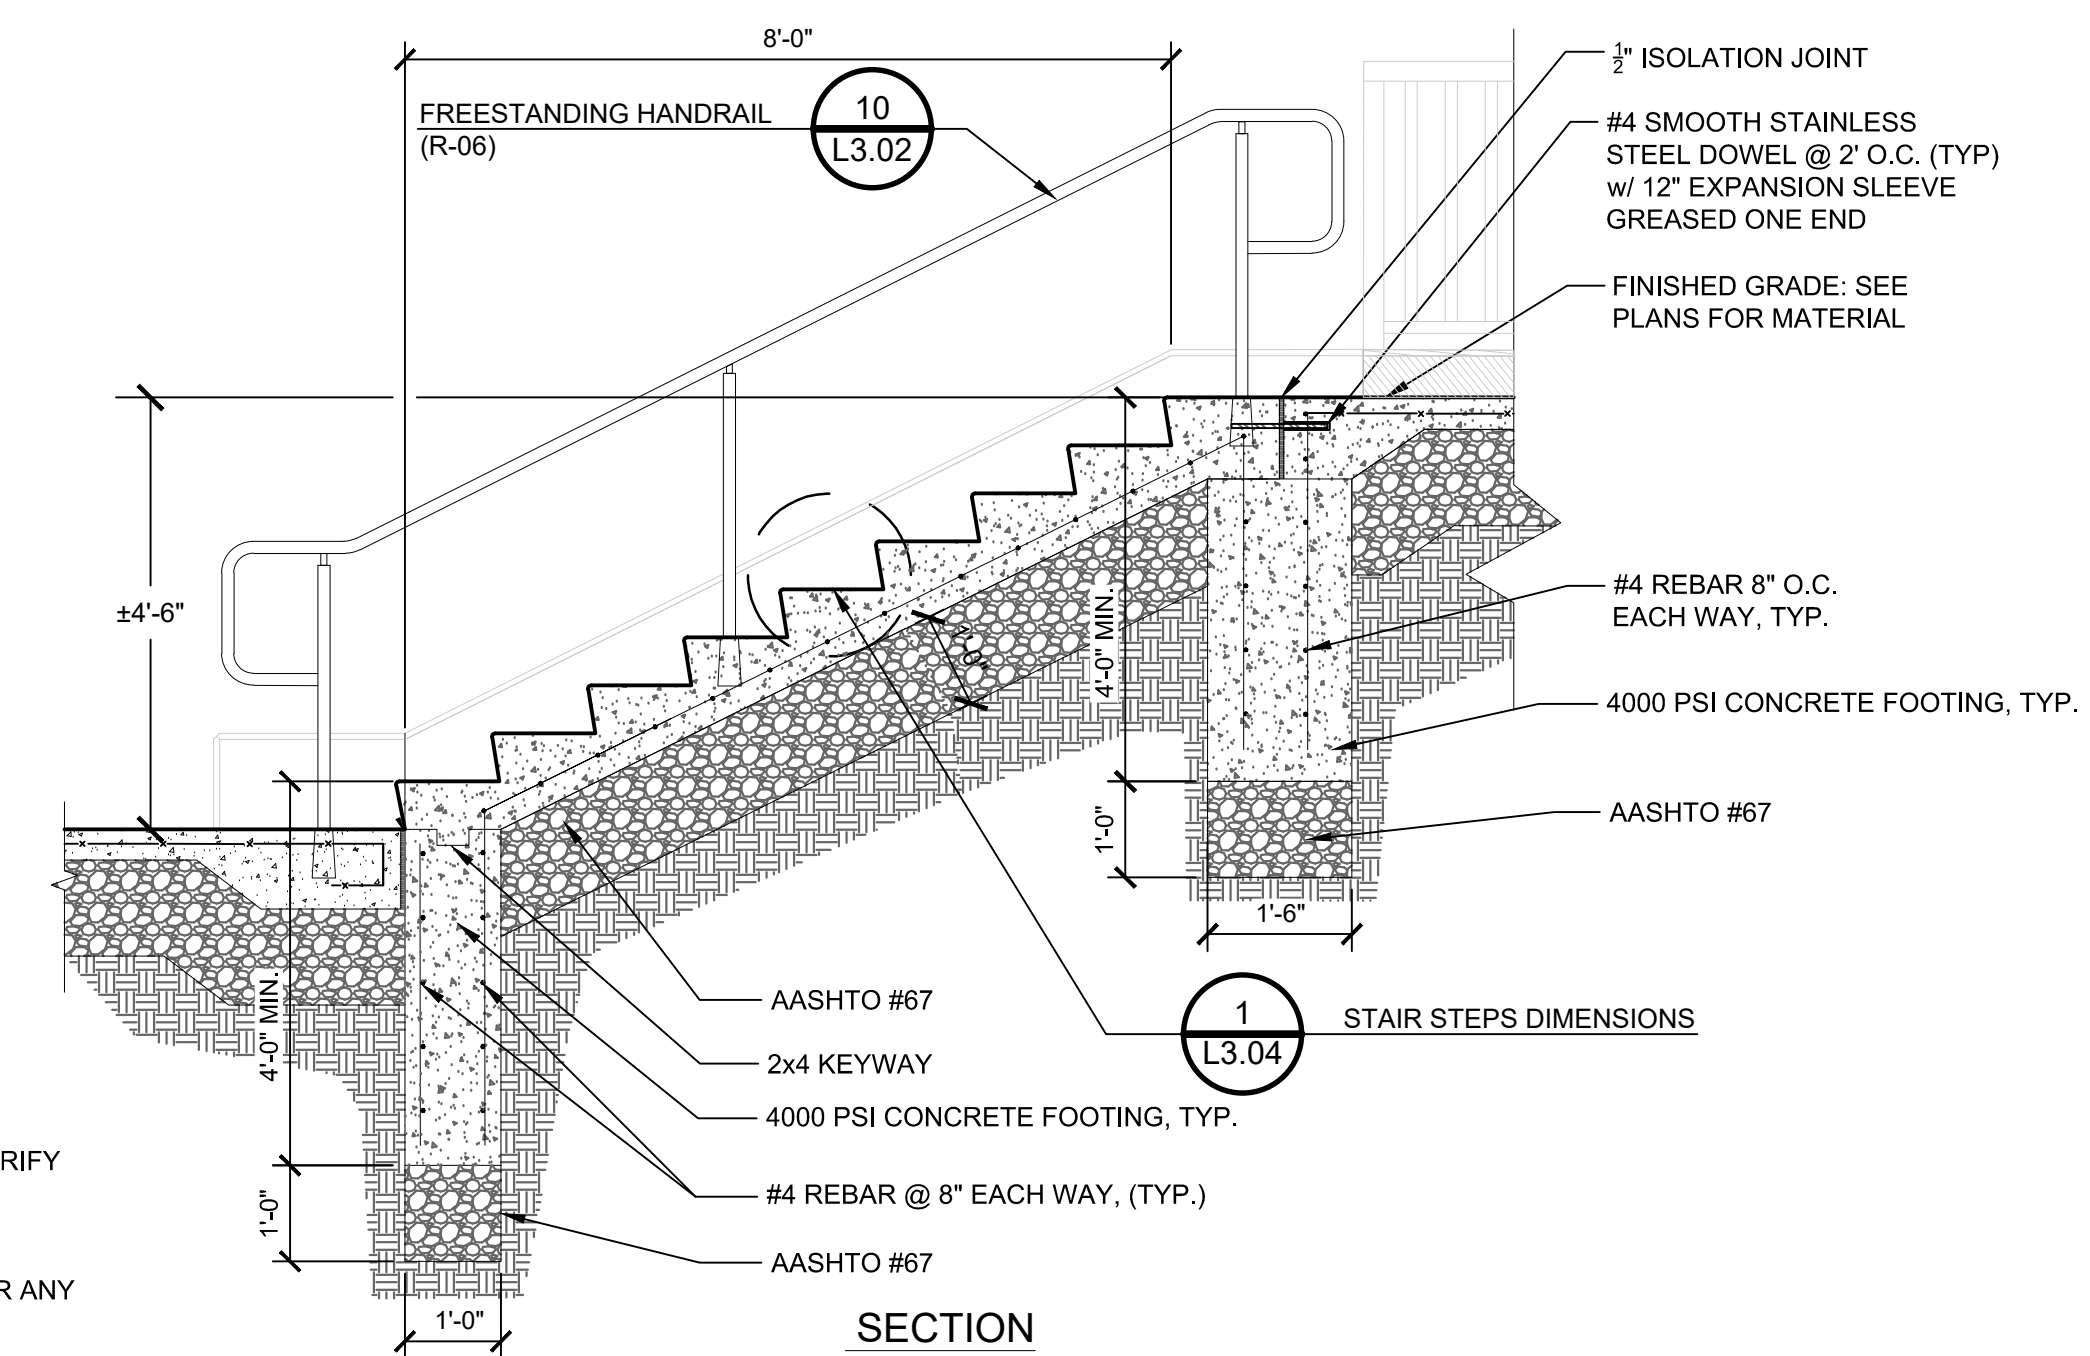 8'-0"
FREESTANDING HANDRAIL
(R-06)
10
L3.02
½" ISOLATION JOINT
#4 SMOOTH STAINLESS
STEEL DOWEL @ 2' O.C. (TYP)
w/ 12" EXPANSION SLEEVE
GREASED ONE END
FINISHED GRADE: SEE
PLANS FOR MATERIAL
±4'-6"
1'-0"
4'-0" MIN.
#4 REBAR 8" O.C.
EACH WAY, TYP.
4000 PSI CONCRETE FOOTING, TYP.
1'-0"
AASHTO #67
1'-6"
4'-0" MIN.
AASHTO #67
1
L3.04
STAIR STEPS DIMENSIONS
2x4 KEYWAY
4000 PSI CONCRETE FOOTING, TYP.
RIFY
#4 REBAR @ 8" EACH WAY, (TYP.)
1'-0"
AASHTO #67
R ANY
1'-0"
SECTION